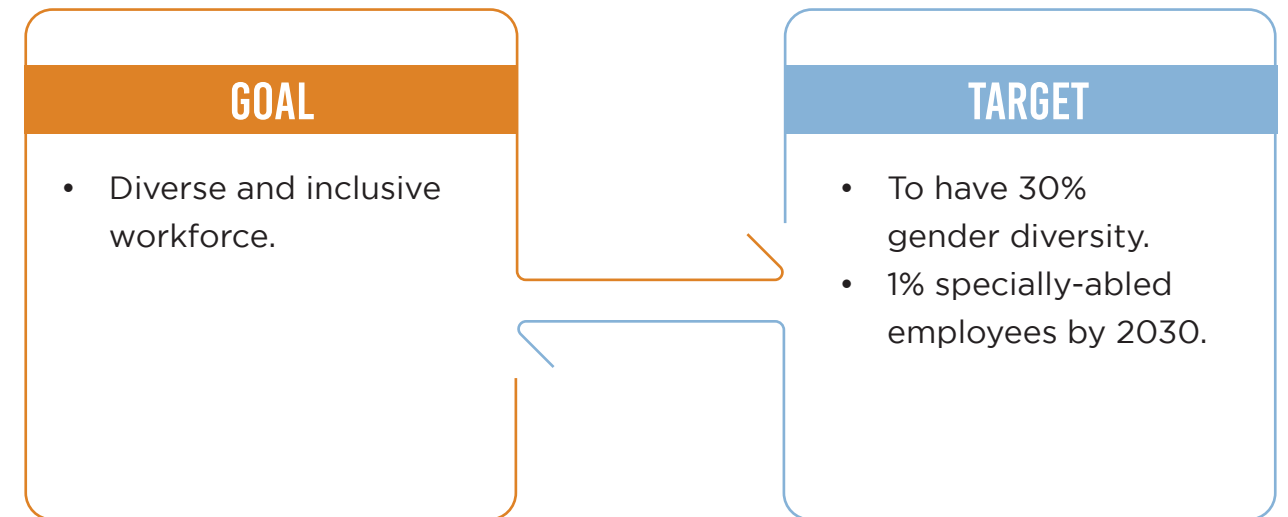 GOAL
• Diverse and inclusive
workforce.
TARGET
• To have 30%
gender diversity.
• 1% specially-abled
employees by 2030.